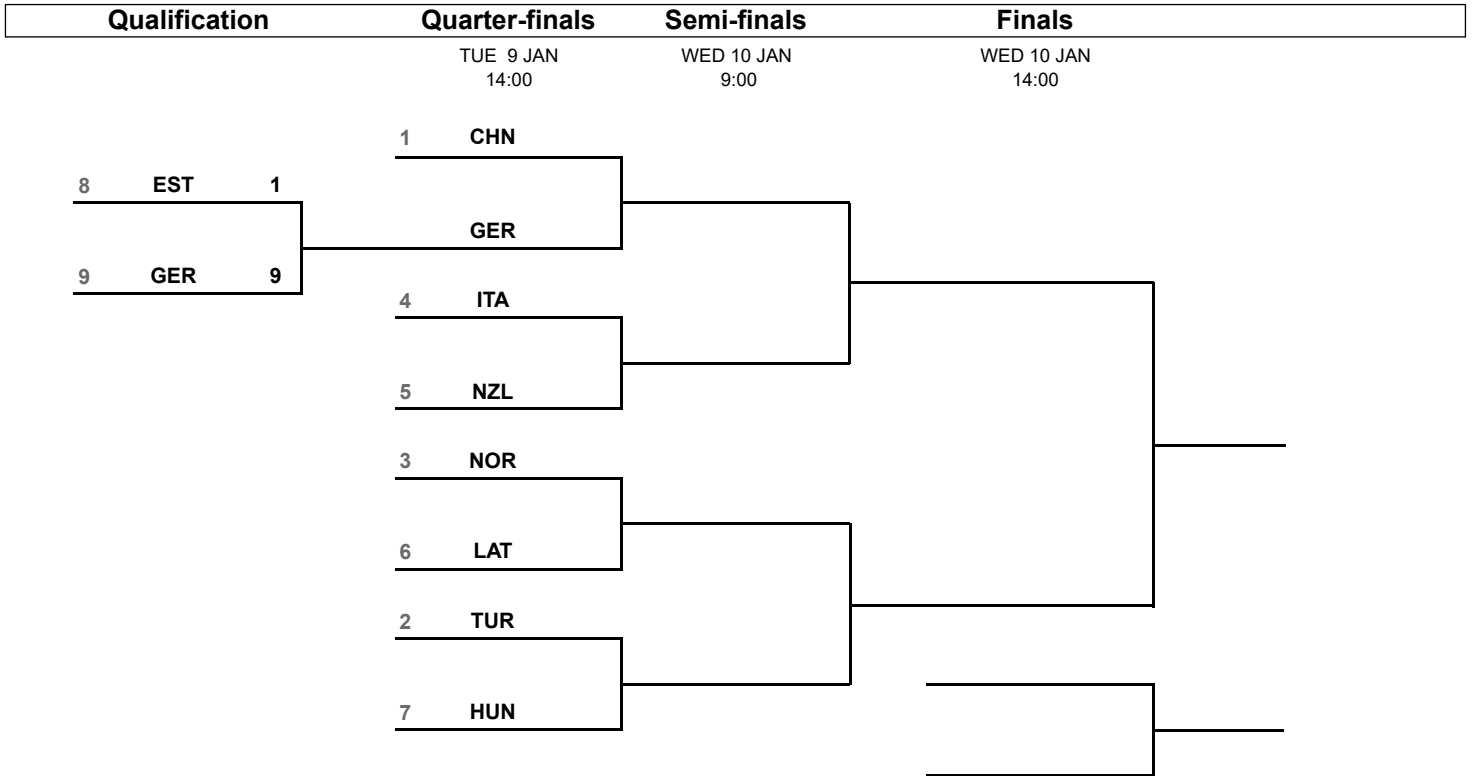 Qualification Quarter-finals Semi-finals Finals
TUE 9 JAN WED 10 JAN WED 10 JAN
14:00 9:00 14:00
1 CHN
8 EST 1
GER
9 GER 9
4 ITA
5 NZL
3 NOR
6 LAT
2 TUR
7 HUN